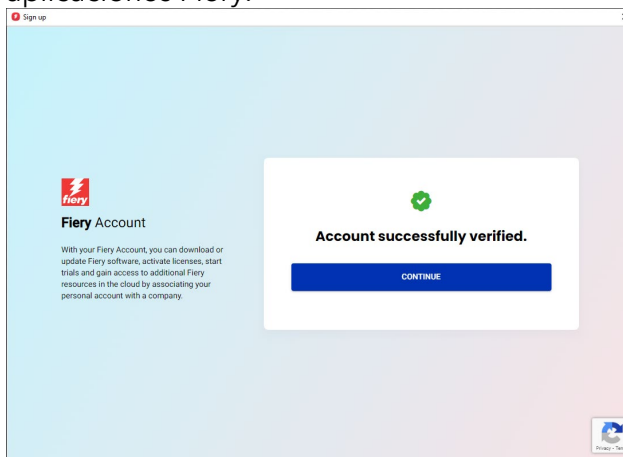 aplicaciones Fiery.
Sign up
fiery
Fiery Account
With your Fiery Account, you can download or
update Fiery software, activate licenses, start
trials and gain access to additional Fiery
resources in the cloud by associating your
personal account with a company.
Account successfully verified.
CONTINUE
Privacy -